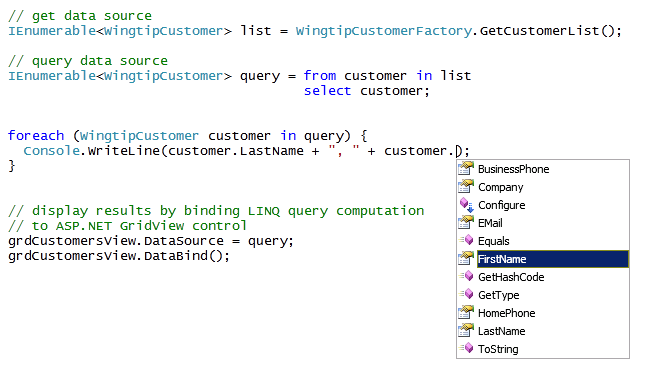 // get data source
IEnumerable<WingtipCustomer> list = WingtipCustomerFactory.GetCustomerList();
// query data source
IEnumerable<WingtipCustomer> query = from customer in list
select customer;
foreach (WingtipCustomer customer in query) {
Console.WriteLine(customer.LastName + ", " + customer.);
}
BusinessPhone
Company
Configure
EMail
Equals
FirstName
GetHashCode
GetType
HomePhone
LastName
ToString
// display results by binding LINQ query computation
// to ASP.NET GridView control
grdCustomersView.DataSource = query;
grdCustomersView.DataBind();